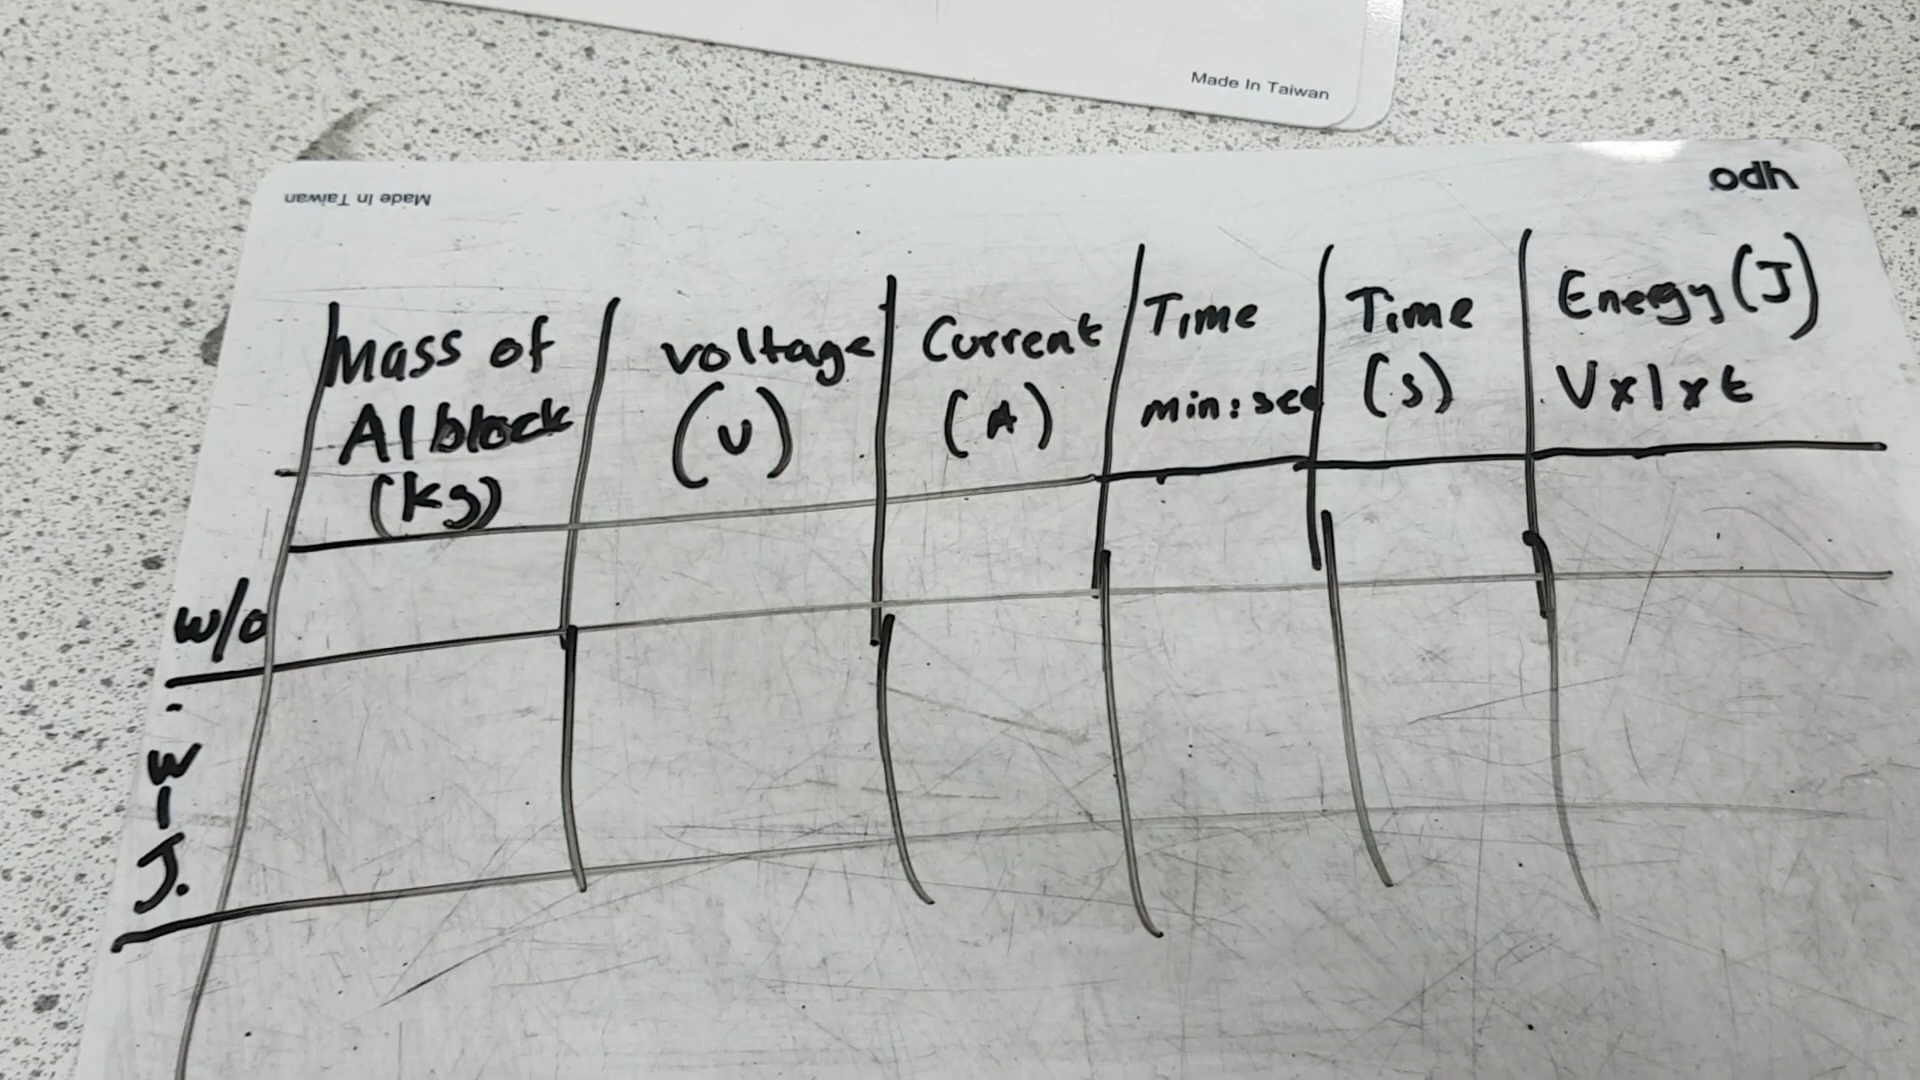 Made In Taiwan
Made In Taiwan
odh
Mass of
Al block
(kg)
voltage
(V)
Current
(A)
Time
min:sec
Time
(s)
Energy (J)
V x I x t
w/o
W
J.